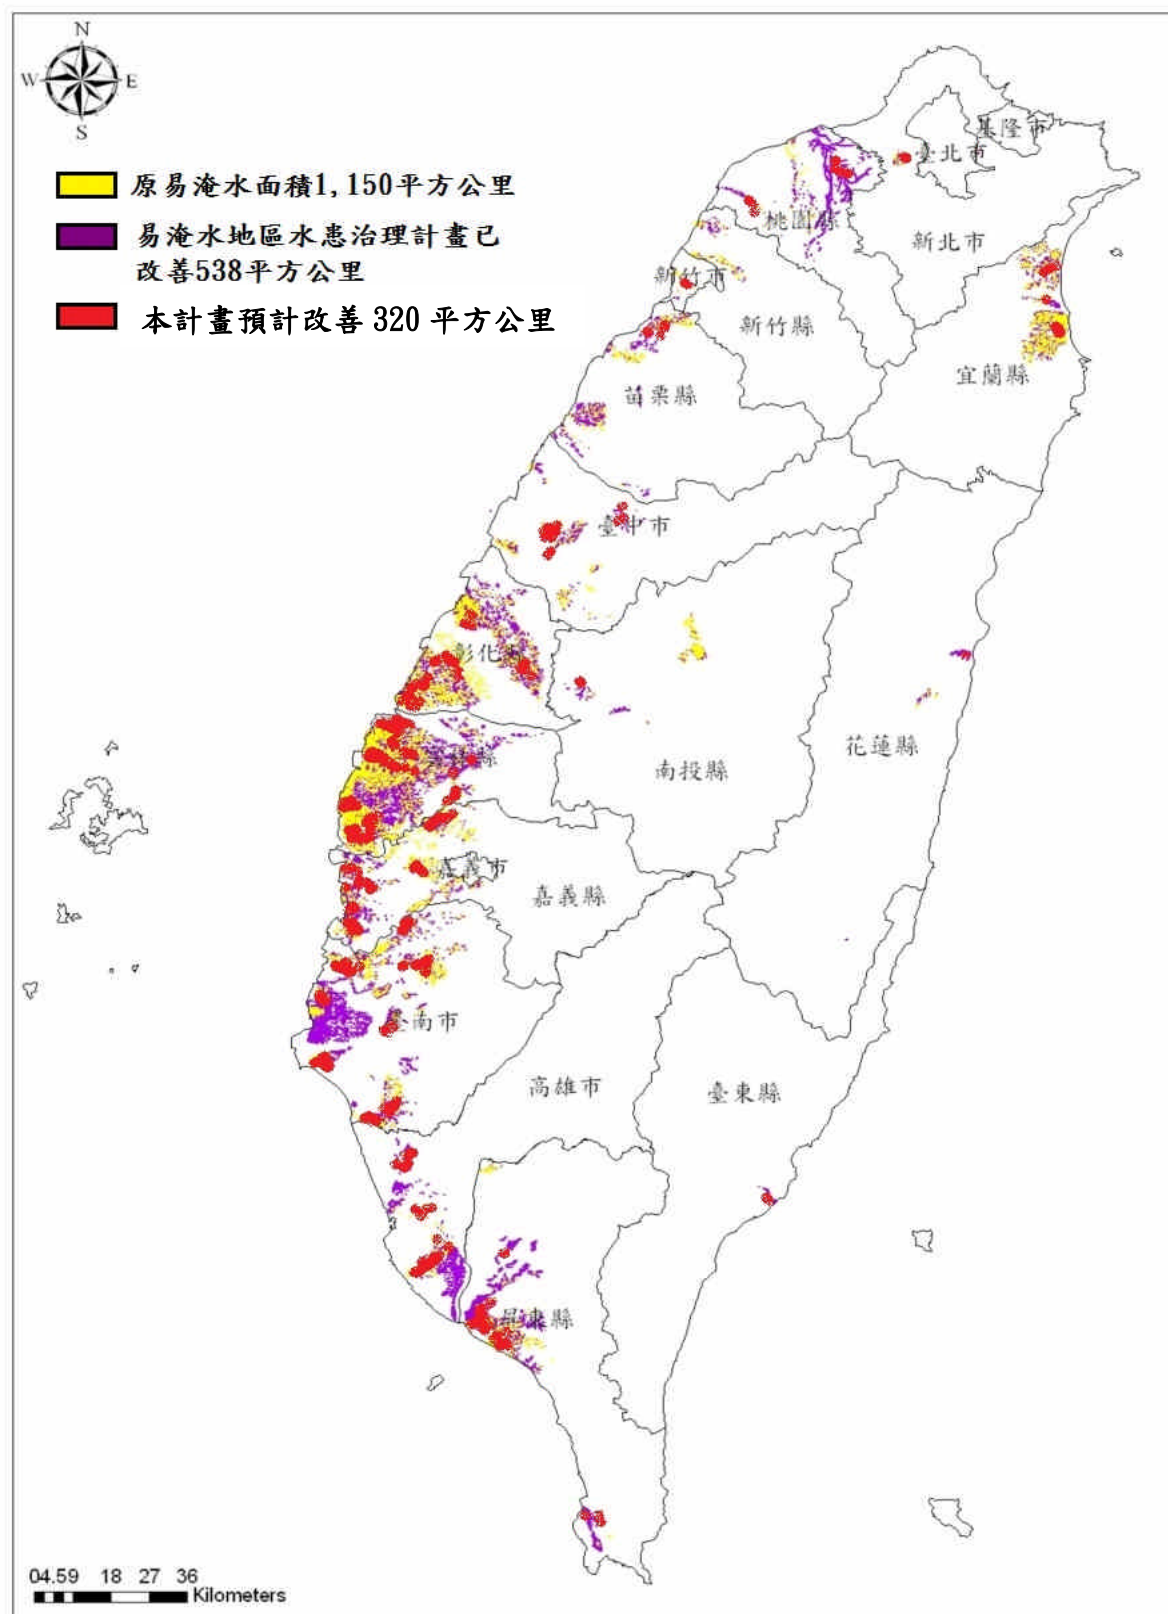 N
W
E
S
原易淹水面積1,150平方公里
易淹水地區水患治理計畫已
改善538平方公里
本計畫預計改善 320 平方公里
基隆市
臺北市
桃園縣
新北市
新竹市
新竹縣
宜蘭縣
苗栗縣
臺中市
彰化
花蓮縣
南投縣
縣
嘉義市
嘉義縣
臺南市
高雄市
臺東縣
屏東縣
04.59 18 27 36
Kilometers